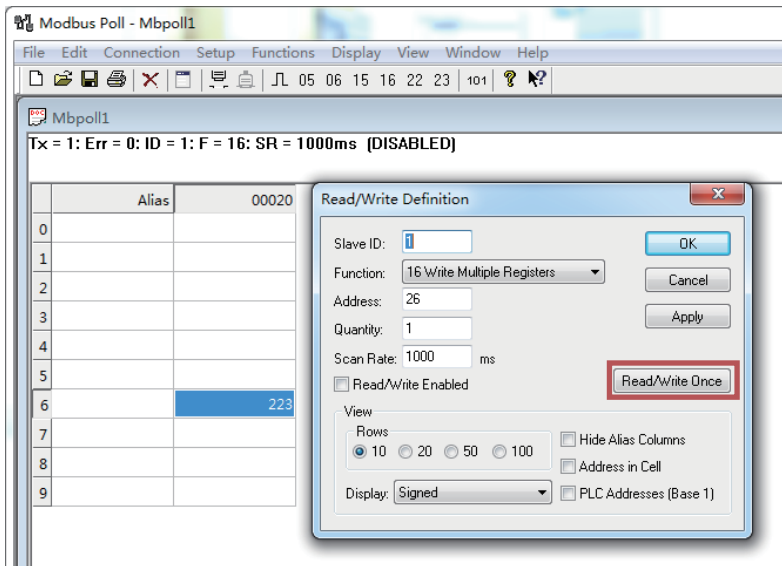 Modbus Poll - Mbpoll1
File Edit Connection Setup Functions Display View Window Help
05 06 15 16 22 23 101
Mbpoll1
Tx = 1: Err = 0: ID = 1: F = 16: SR = 1000ms (DISABLED)
Alias 00020
0
1
2
3
4
5
6 223
7
8
9
Read/Write Definition
Slave ID: 1
OK
Function: 16 Write Multiple Registers
Cancel
Address: 26
Apply
Quantity: 1
Scan Rate: 1000 ms
Read/Write Enabled
Read/Write Once
View
Rows
10 20 50 100
Hide Alias Columns
Address in Cell
Display: Signed
PLC Addresses (Base 1)